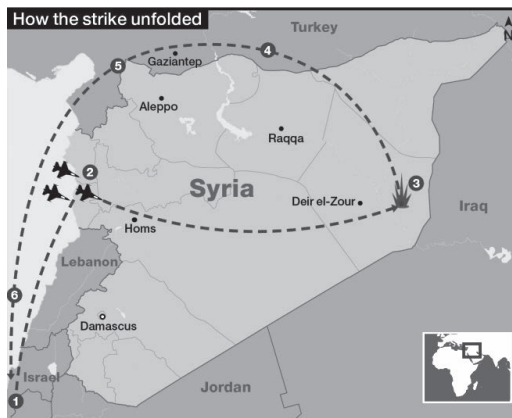 How the strike unfolded
N
Turkey
4
5
Gaziantep
Aleppo
Raqqa
2
3
Syria
Deir el-Zour
Iraq
Homs
Lebanon
6
Damascus
Israel
Jordan
1